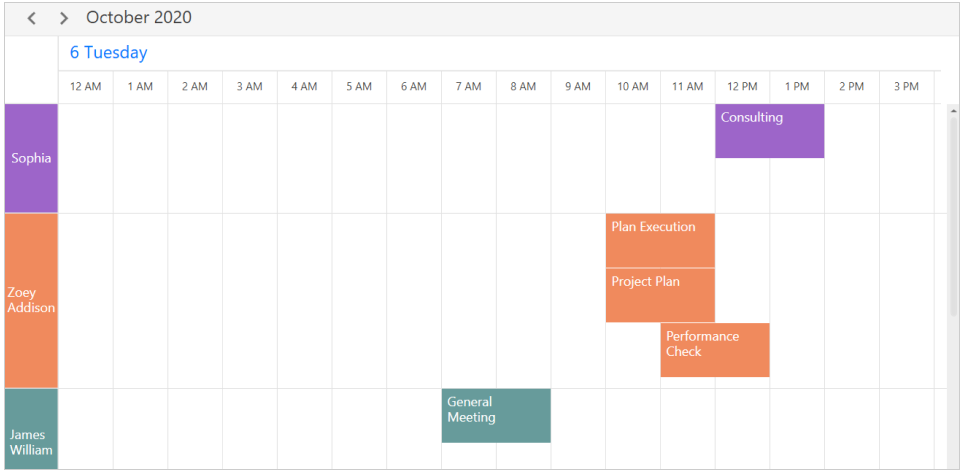 October 2020
6 Tuesday
12 AM 1 AM 2 AM 3 AM 4 AM 5 AM 6 AM 7 AM 8 AM 9 AM 10 AM 11 AM 12 PM 1 PM 2 PM 3 PM
Sophia
Consulting
Zoey
Addison
Plan Execution
Project Plan
Performance
Check
James
William
General
Meeting